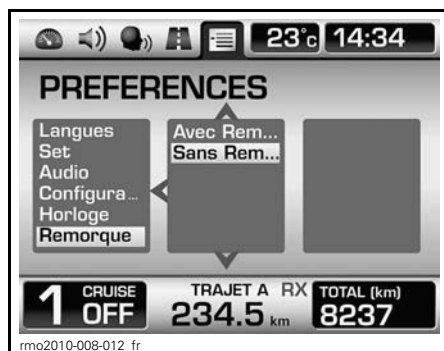 23°c 14:34
PREFERENCES
Langues
Set
Audio
Configura...
Horloge
Remorque
Avec Rem...
Sans Rem...
1 CRUISE OFF
TRAJET A RX
234.5 km
TOTAL (km)
8237
rmo2010-008-012_fr